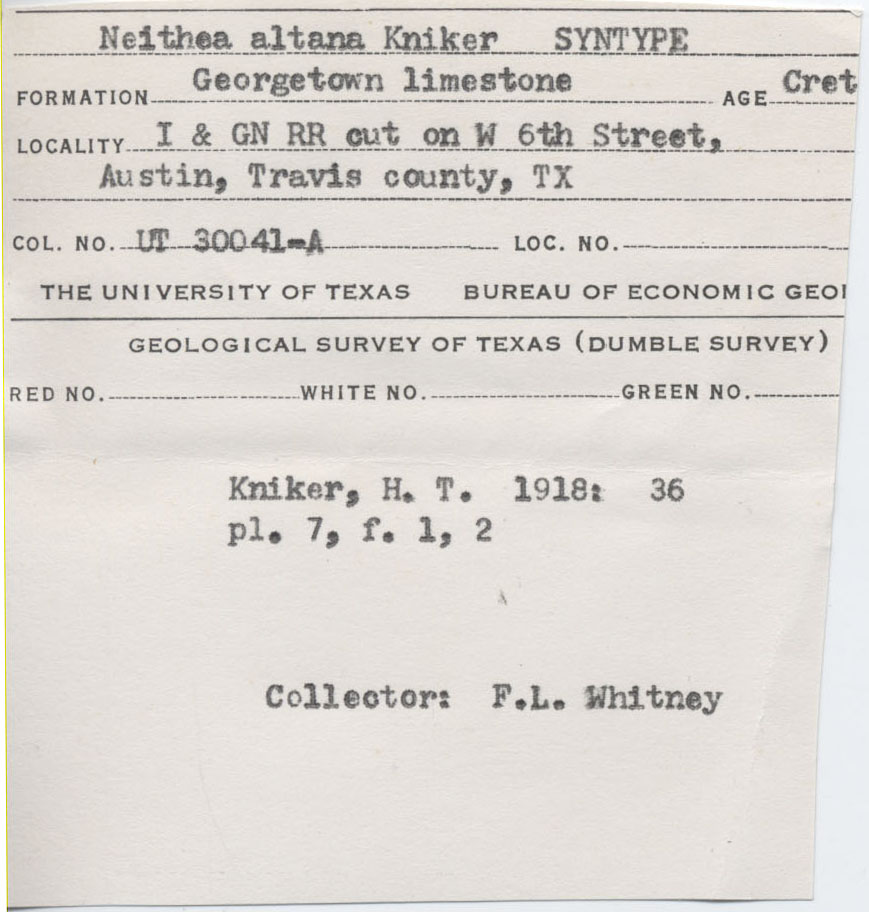 Neithea altana Kniker SYNTYPE
FORMATION Georgetown limestone AGE Cret
LOCALITY I & GN RR cut on W 6th Street,
Austin, Travis county, TX
COL. NO. UT 30041-A LOC. NO.
THE UNIVERSITY OF TEXAS BUREAU OF ECONOMIC GEOL
GEOLOGICAL SURVEY OF TEXAS (DUMBLE SURVEY)
RED NO. WHITE NO. GREEN NO.
Kniker, H. T. 1918: 36
pl. 7, f. 1, 2
Collector: F.L. Whitney